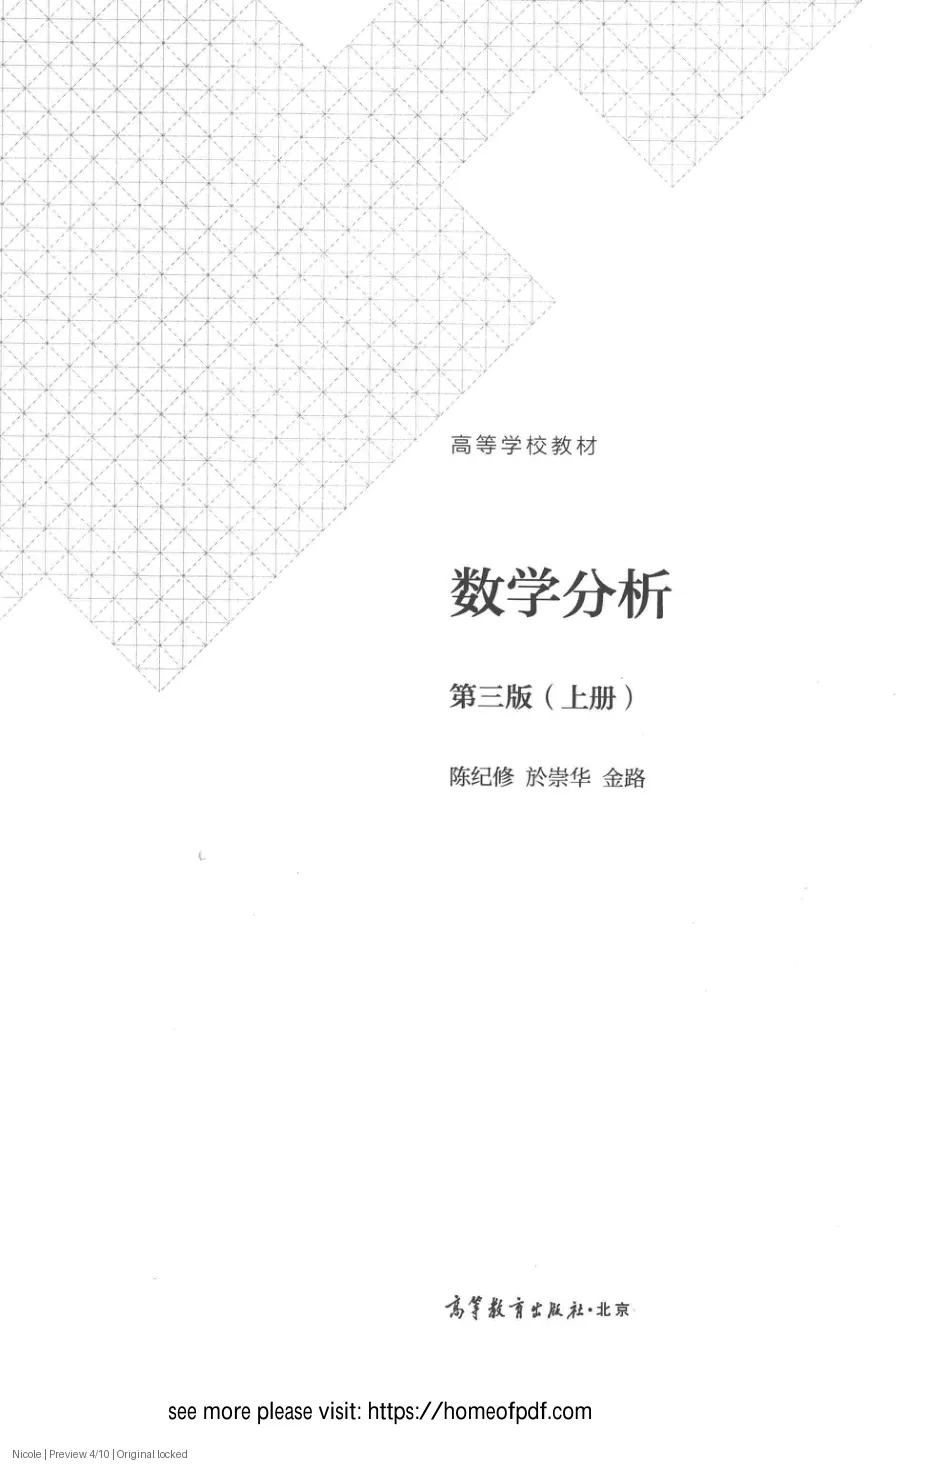 高等学校教材
数学分析
第三版（上册）
陈纪修 於崇华 金路
高等教育出版社·北京
see more please visit: https://homeofpdf.com
Nicole | Preview 4/10 | Original locked